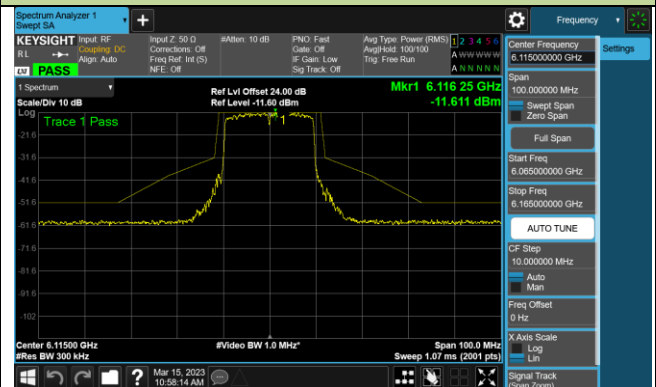 Spectrum Analyzer 1
Swept SA
Frequency
KEYSIGHT
RL
LXI PASS
Input: RF
Coupling: DC
Align: Auto
Input Z: 50 Ω
Corrections: Off
Freq Ref: Int (S)
NFE: Off
#Atten: 10 dB
PNO: Fast
Gate: Off
IF Gain: Low
Sig Track: Off
Avg Type: Power (RMS)
Avg|Hold: 100/100
Trig: Free Run
1 2 3 4 5 6
A W W W W W
A N N N N N
1 Spectrum
Scale/Div 10 dB
Ref Lvl Offset 24.00 dB
Ref Level -11.60 dBm
Mkr1 6.116 25 GHz
-11.611 dBm
Log
Trace 1 Pass
1
-21.6
-31.6
-41.6
-51.6
-61.6
-71.6
-81.6
-91.6
-102
Center 6.11500 GHz
#Res BW 300 kHz
#Video BW 1.0 MHz*
Span 100.0 MHz
Sweep 1.07 ms (2001 pts)
Mar 15, 2023
10:58:14 AM
Center Frequency
6.115000000 GHz
Settings
Span
100.000000 MHz
Swept Span
Zero Span
Full Span
Start Freq
6.065000000 GHz
Stop Freq
6.165000000 GHz
AUTO TUNE
CF Step
10.000000 MHz
Auto
Man
Freq Offset
0 Hz
X Axis Scale
Log
Lin
Signal Track
(Span Zoom)